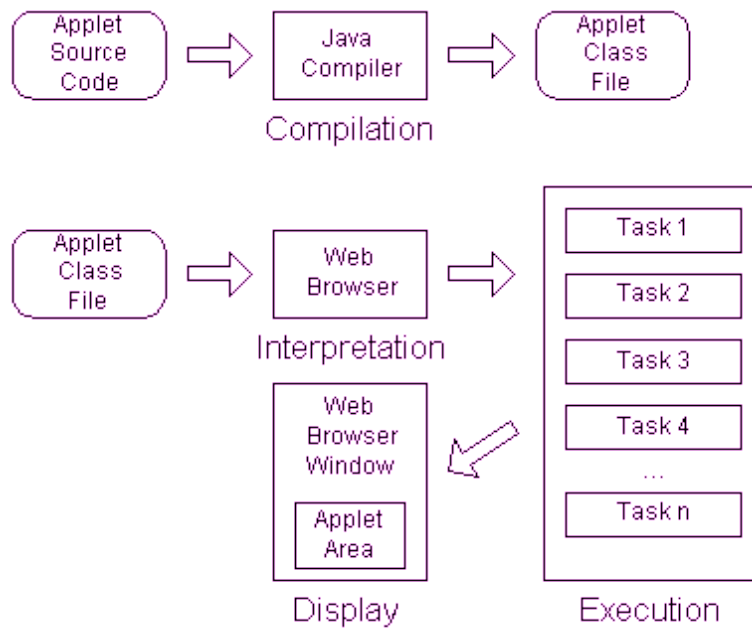 Applet
Source
Code
Java
Compiler
Applet
Class
File
Compilation
Applet
Class
File
Web
Browser
Interpretation
Task 1
Task 2
Task 3
Task 4
...
Task n
Execution
Web
Browser
Window
Applet
Area
Display